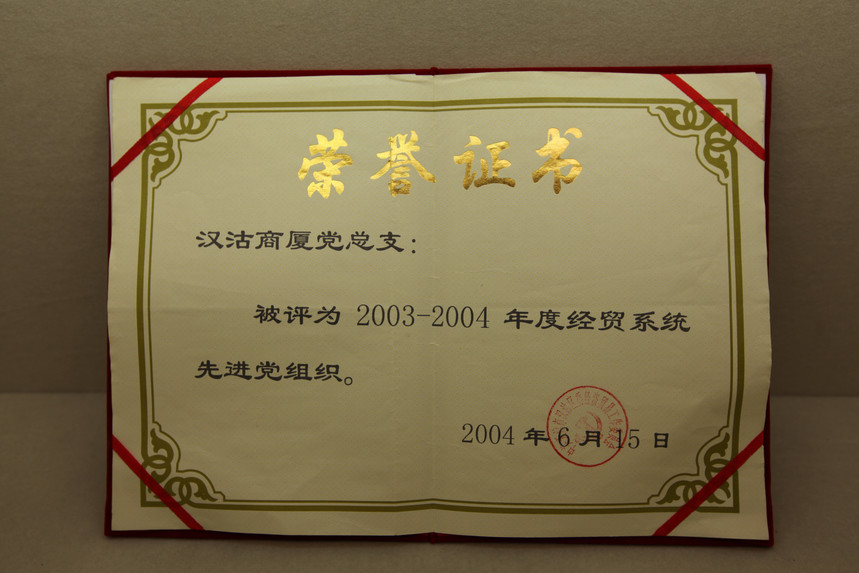 荣誉证书
汉沽商厦党总支：
被评为 2003-2004 年度经贸系统
先进党组织。
2004 年 6 月 15 日